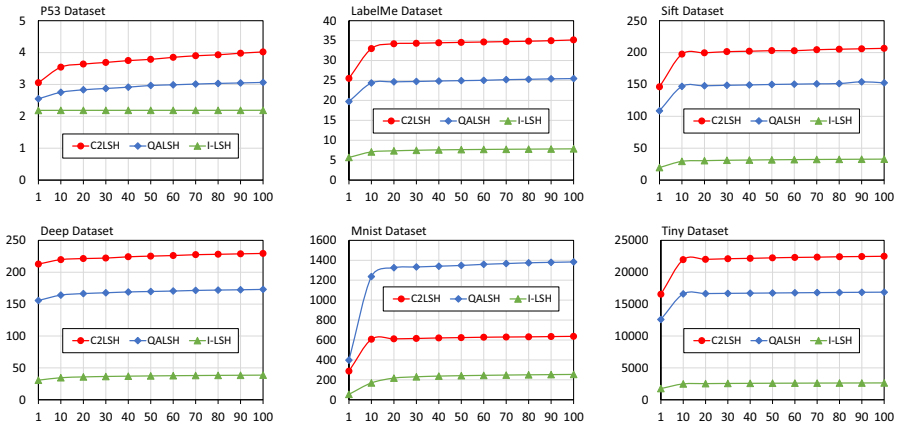 P53 Dataset
5
4
3
2
1
0
C2LSH QALSH I-LSH
1 10 20 30 40 50 60 70 80 90 100
LabelMe Dataset
40
35
30
25
20
15
10
5
0
C2LSH QALSH I-LSH
1 10 20 30 40 50 60 70 80 90 100
Sift Dataset
250
200
150
100
50
0
C2LSH QALSH I-LSH
1 10 20 30 40 50 60 70 80 90 100
Deep Dataset
250
200
150
100
50
0
C2LSH QALSH I-LSH
1 10 20 30 40 50 60 70 80 90 100
Mnist Dataset
1600
1400
1200
1000
800
600
400
200
0
C2LSH QALSH I-LSH
1 10 20 30 40 50 60 70 80 90 100
Tiny Dataset
25000
20000
15000
10000
5000
0
C2LSH QALSH I-LSH
1 10 20 30 40 50 60 70 80 90 100